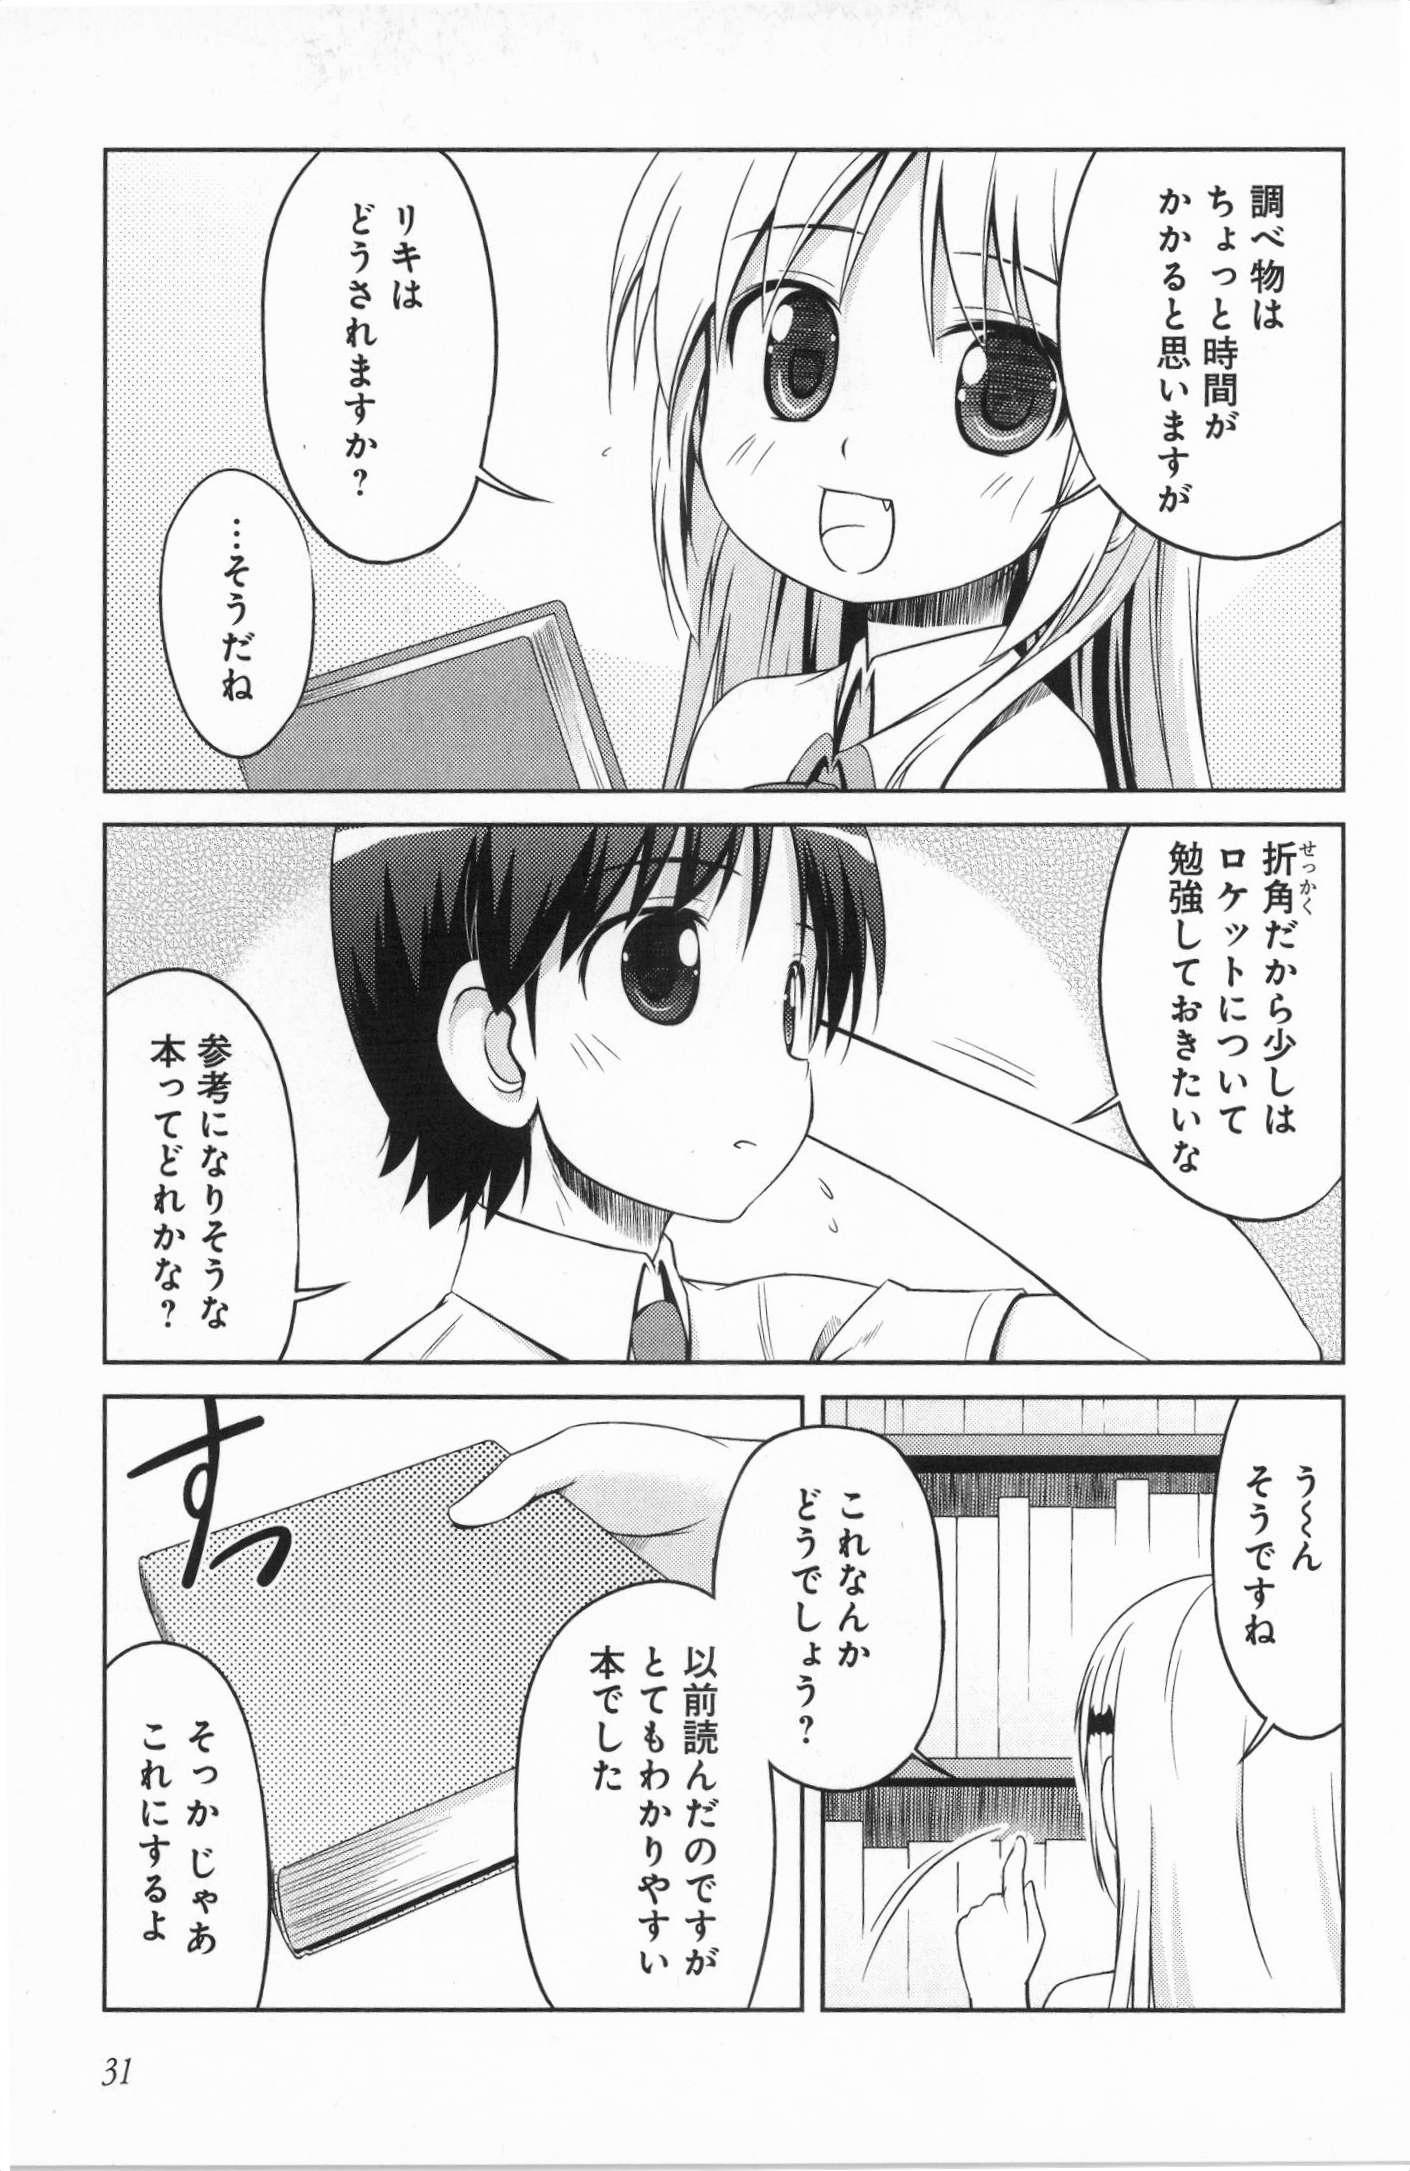 調べ物は
ちょっと時間が
かかると思いますが
リキは
どうされますか?
…そうだね
折角だから少しは
せっかく
ロケットについて
勉強しておきたいな
参考になりそうな
本ってどれかな?
う〜ん
そうですね
これなんか
どうでしょう?
以前読んだのですが
とてもわかりやすい
本でした
すっ
そっか じゃあ
これにするよ
31